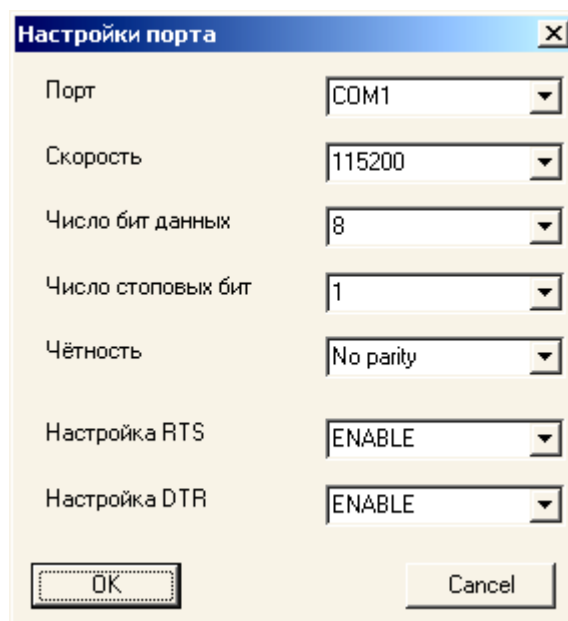 Настройки порта
Порт COM1
Скорость 115200
Число бит данных 8
Число стоповых бит 1
Чётность No parity
Настройка RTS ENABLE
Настройка DTR ENABLE
OK Cancel